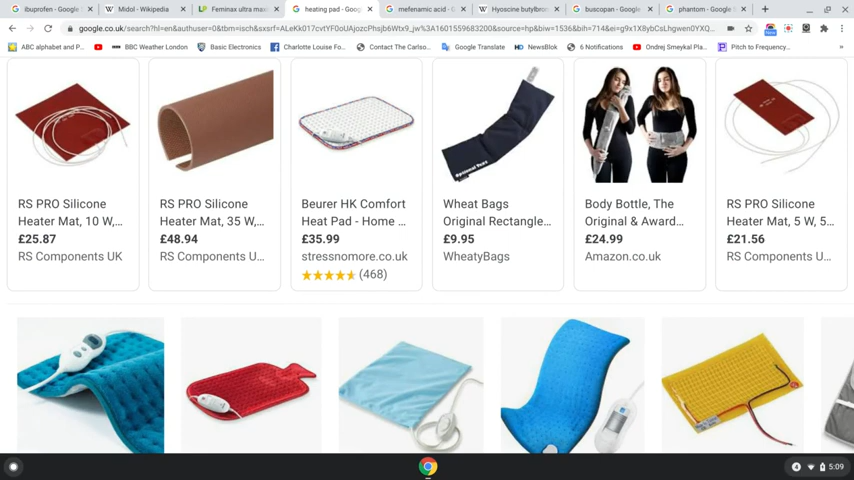 ibuprofen - Google
Midol - Wikipedia
Feminax ultra max
heating pad - Goog
mefenamic acid - G
Hyoscine butylbrom
buscopan - Google
phantom - Google
google.co.uk/search?hl=en&authuser=0&tbm=isch&sxsrf=ALeKk017cvtYF0oUAjozcPhsjb6Wtx9_jw%3A1601559683200&source=hp&biw=1536&bih=714&ei=g9x1X8ybCsLhgwen0YXQ...
ABC alphabet and p...
BBC Weather London
Basic Electronics
Charlotte Louise Fo...
Contact The Carlso...
Google Translate
NewsBlok
6 Notifications
Ondrej Smeykal Pla...
Pitch to Frequency...
»
RS PRO Silicone
Heater Mat, 10 W,...
£25.87
RS Components UK
RS PRO Silicone
Heater Mat, 35 W,...
£48.94
RS Components U...
Beurer HK Comfort
Heat Pad - Home ...
£35.99
stressnomore.co.uk
(468)
Wheat Bags
Original Rectangle...
£9.95
WheatyBags
Body Bottle, The
Original & Award...
£24.99
Amazon.co.uk
RS PRO Silicone
Heater Mat, 5 W, 5...
£21.56
RS Components U...
4
5:09